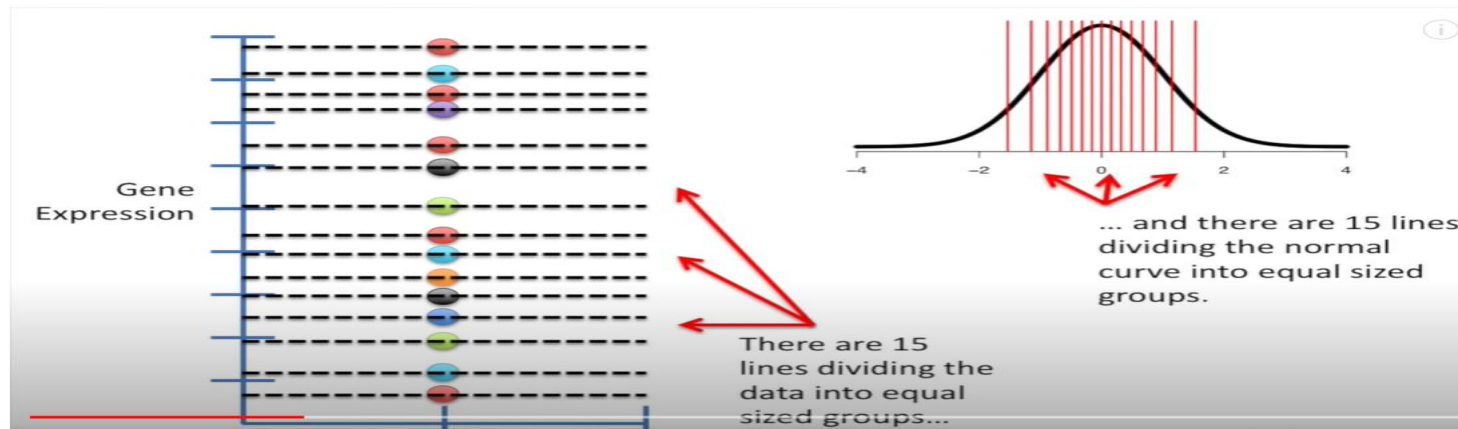 Gene
Expression
-4
-2
0
2
4
... and there are 15 lines
dividing the normal
curve into equal sized
groups.
There are 15
lines dividing the
data into equal
sized groups...